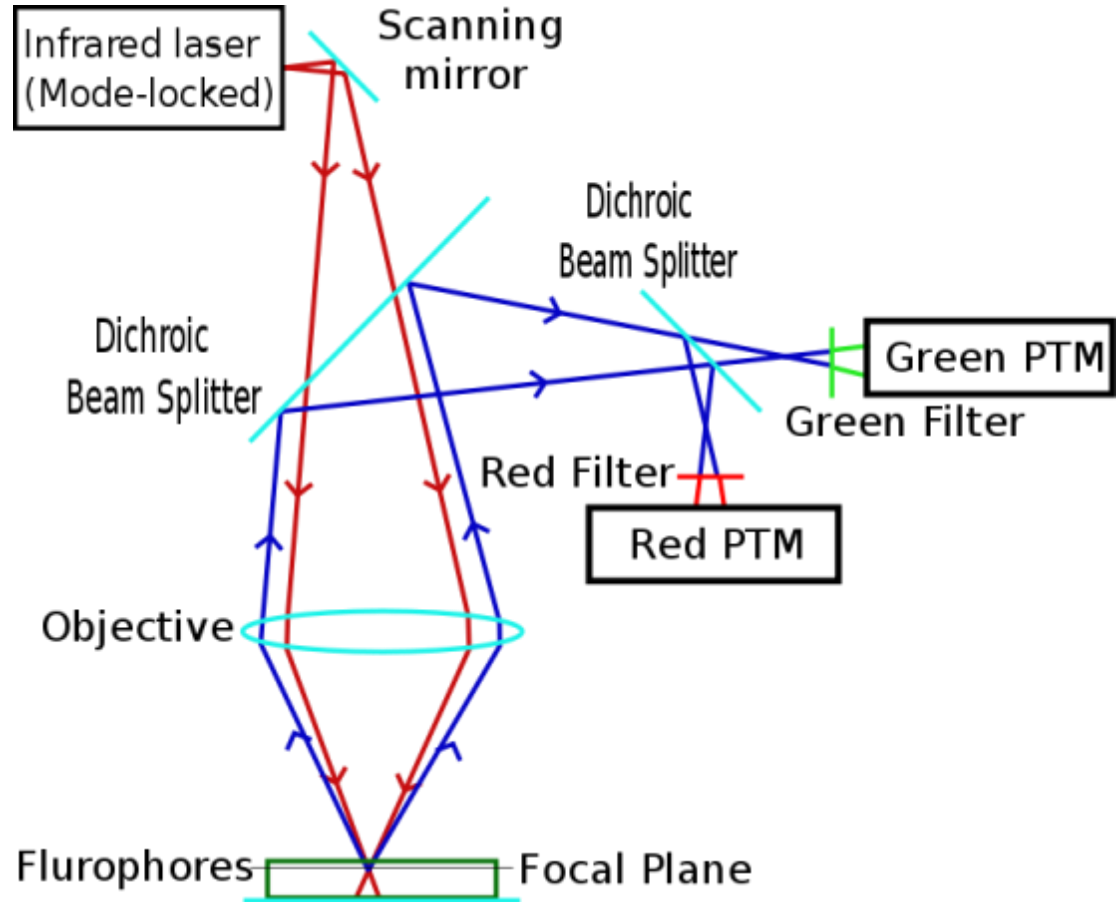 Infrared laser
(Mode-locked)
Scanning
mirror
Dichroic
Beam Splitter
Dichroic
Beam Splitter
Green PTM
Green Filter
Red Filter
Red PTM
Objective
Flurophores
Focal Plane